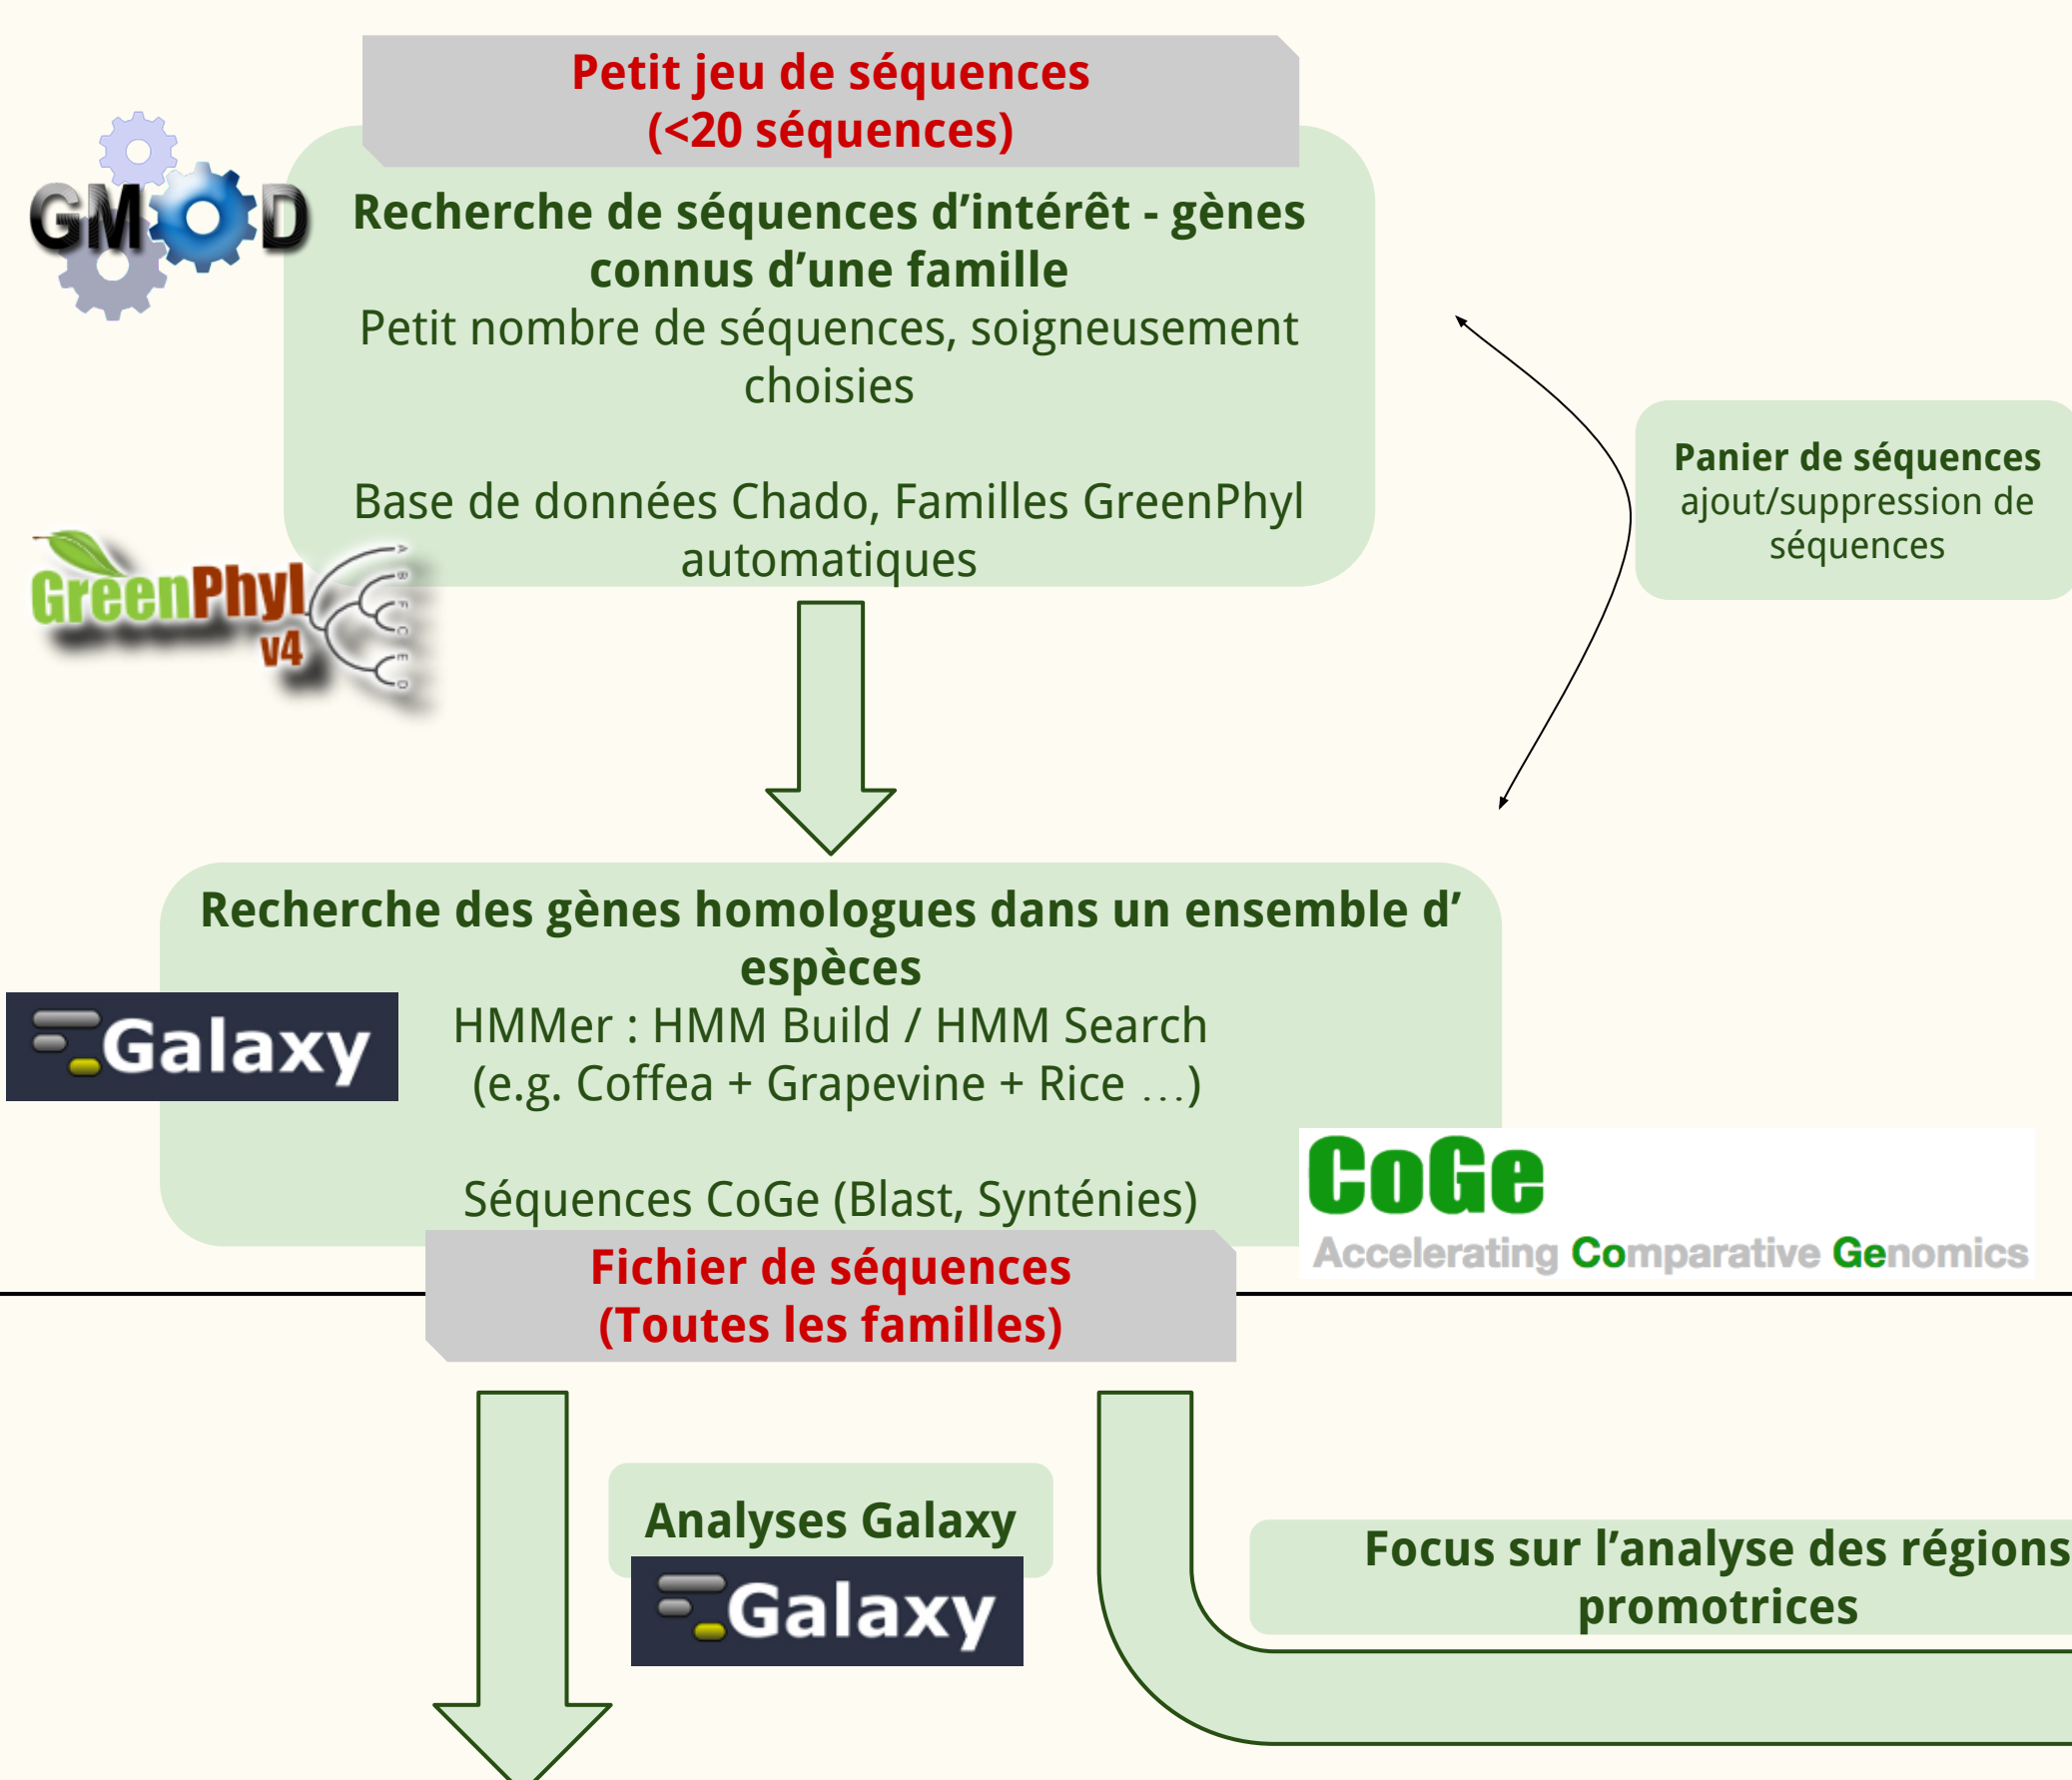 Petit jeu de séquences
(<20 séquences)
GMOD
Recherche de séquences d’intérêt - gènes
connus d’une famille
Petit nombre de séquences, soigneusement
choisies
Panier de séquences
ajout/suppression de
séquences
Base de données Chado, Familles GreenPhyl
automatiques
GreenPhyl
v4
A
B
F
C
E
D
Recherche des gènes homologues dans un ensemble d’
espèces
Galaxy
HMMer : HMM Build / HMM Search
(e.g. Coffea + Grapevine + Rice …)
Séquences CoGe (Blast, Synténies)
CoGe
Accelerating Comparative Genomics
Fichier de séquences
(Toutes les familles)
Analyses Galaxy
Galaxy
Focus sur l’analyse des régions
promotrices